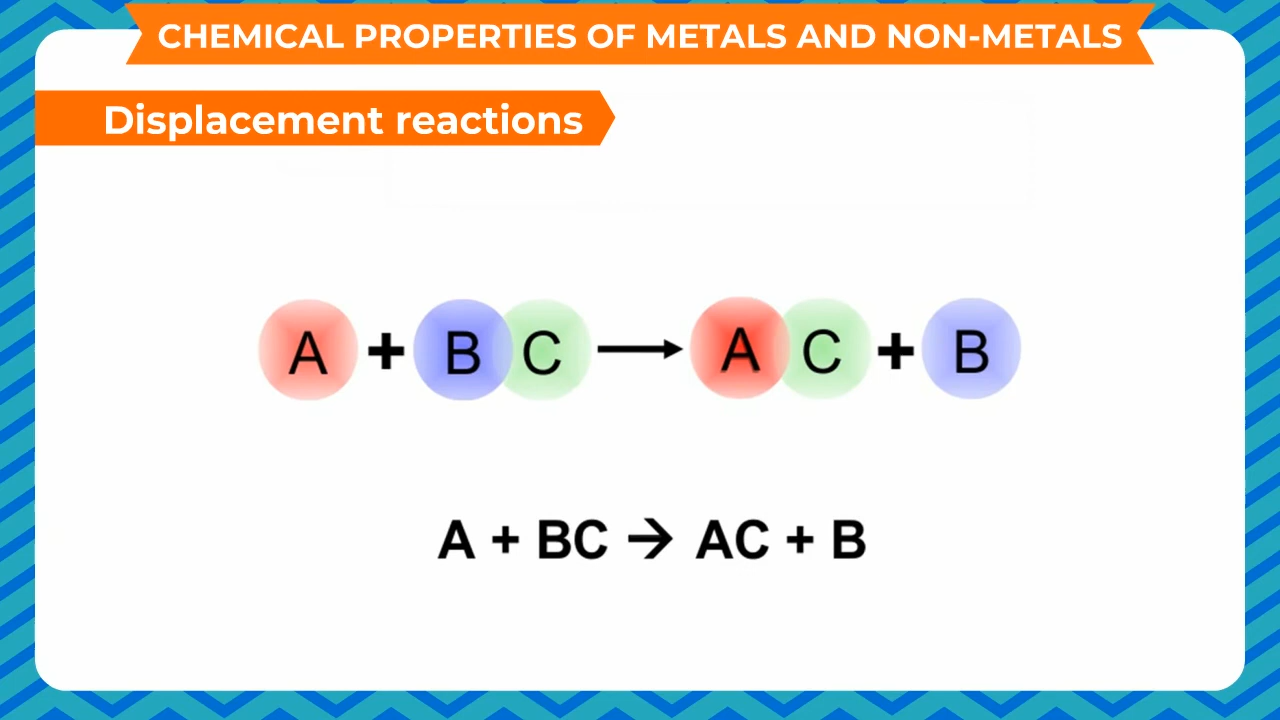 CHEMICAL PROPERTIES OF METALS AND NON-METALS
Displacement reactions
A + B C → A C + B
A + BC → AC + B